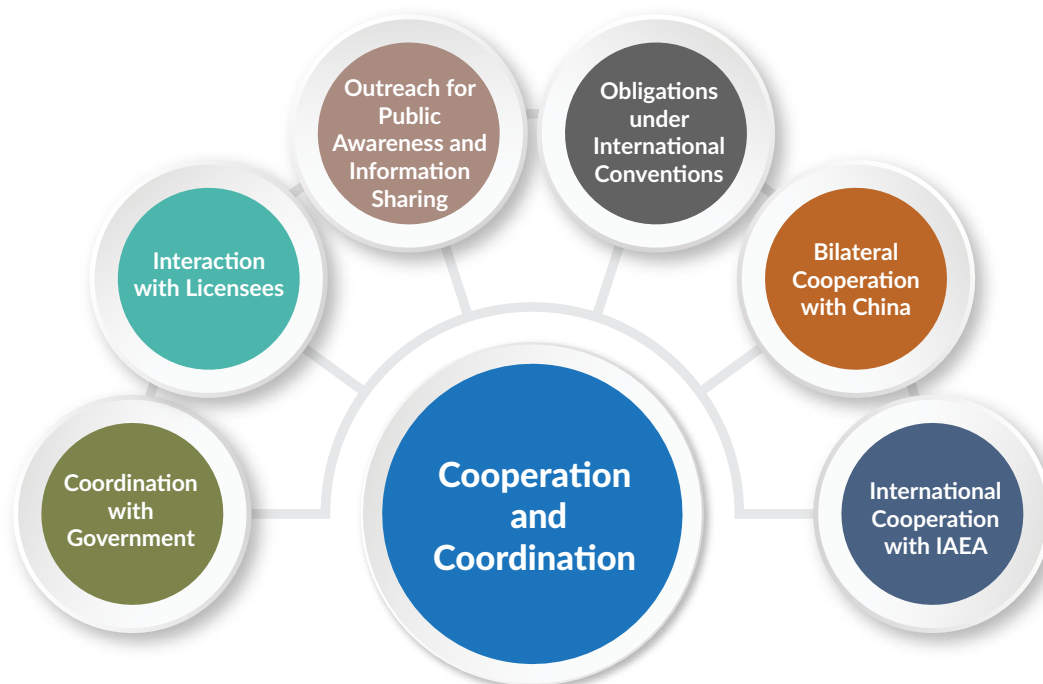 Outreach for
Public
Awareness and
Information
Sharing
Obligations
under
International
Conventions
Interaction
with Licensees
Bilateral
Cooperation
with China
Coordination
with
Government
Cooperation
and
Coordination
International
Cooperation
with IAEA